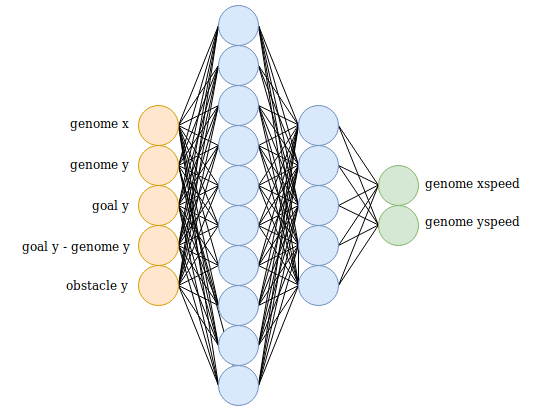 genome x
genome y
goal y
goal y - genome y
obstacle y
genome xspeed
genome yspeed